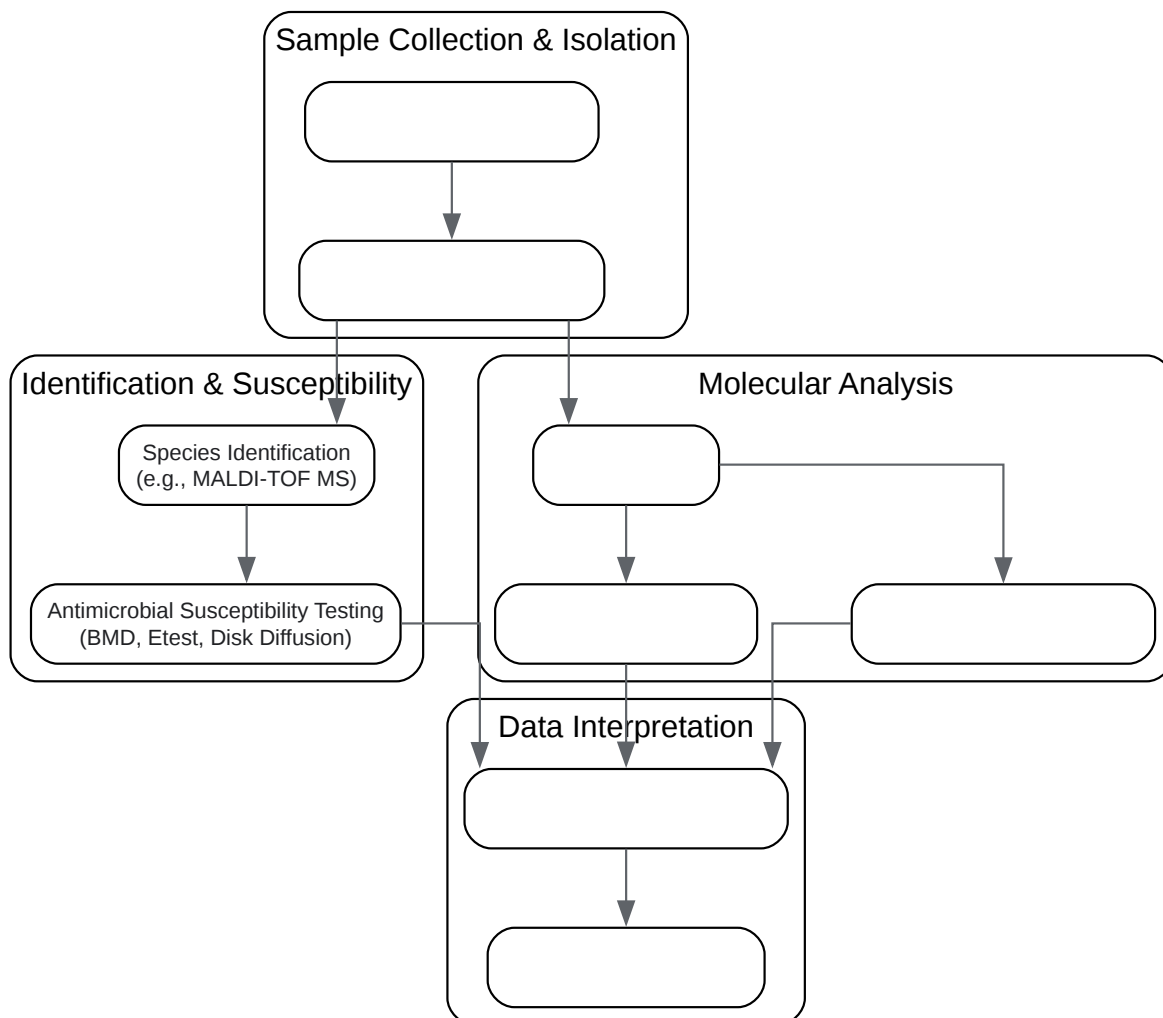 Sample Collection & Isolation
Identification & Susceptibility
Molecular Analysis
Species Identification
(e.g., MALDI-TOF MS)
Antimicrobial Susceptibility Testing
(BMD, Etest, Disk Diffusion)
Data Interpretation